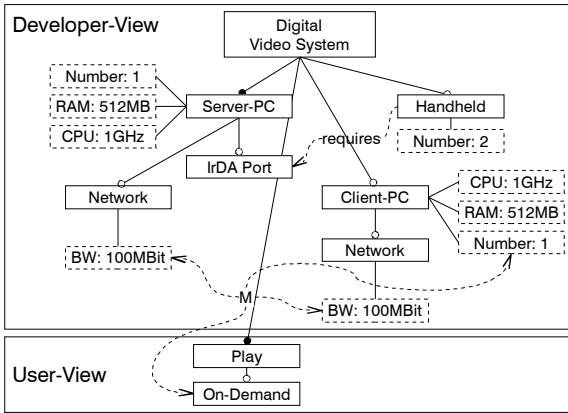 Developer-View
Digital
Video System
Number: 1
RAM: 512MB
CPU: 1GHz
Server-PC
Handheld
requires
Number: 2
IrDA Port
Network
Client-PC
CPU: 1GHz
RAM: 512MB
Number: 1
Network
BW: 100MBit
M
BW: 100MBit
User-View
Play
On-Demand